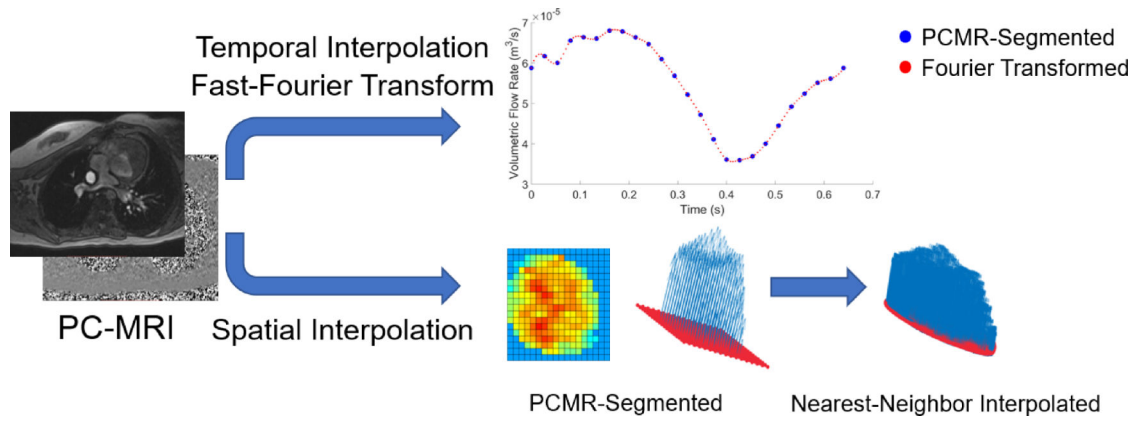 Temporal Interpolation
Fast-Fourier Transform
PC-MRI
Spatial Interpolation
×10⁻⁵
7
6
5
4
3
Volumetric Flow Rate (m³/s)
0
0.1
0.2
0.3
0.4
0.5
0.6
0.7
Time (s)
PCMR-Segmented
Fourier Transformed
PCMR-Segmented
Nearest-Neighbor Interpolated